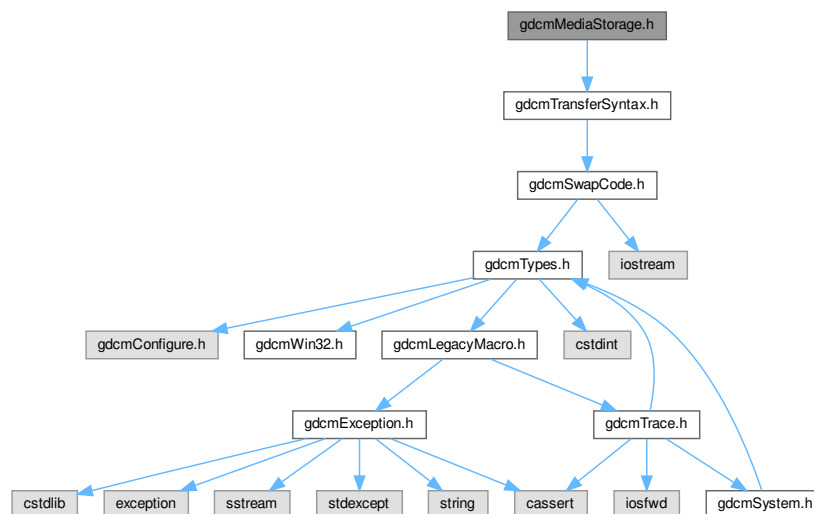 gdcmMediaStorage.h
gdcmTransferSyntax.h
gdcmSwapCode.h
gdcmTypes.h
iostream
gdcmConfigure.h
gdcmWin32.h
gdcmLegacyMacro.h
cstdint
gdcmException.h
gdcmTrace.h
cstdlib
exception
sstream
stdexcept
string
cassert
iosfwd
gdcmSystem.h